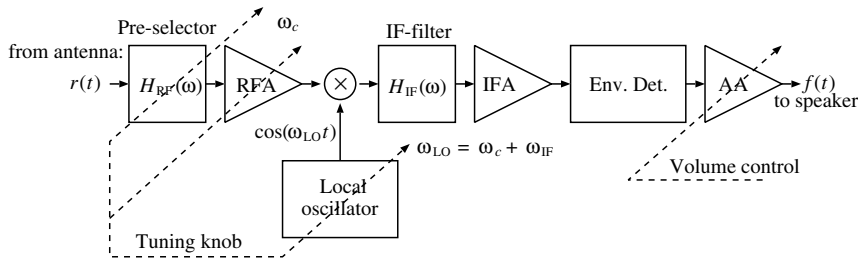 Pre-selector
ω_c
IF-filter
from antenna:
r(t)
H_RF(ω)
RFA
×
H_IF(ω)
IFA
Env. Det.
AA
f(t)
to speaker
cos(ω_LO t)
ω_LO = ω_c + ω_IF
Volume control
Local
oscillator
Tuning knob